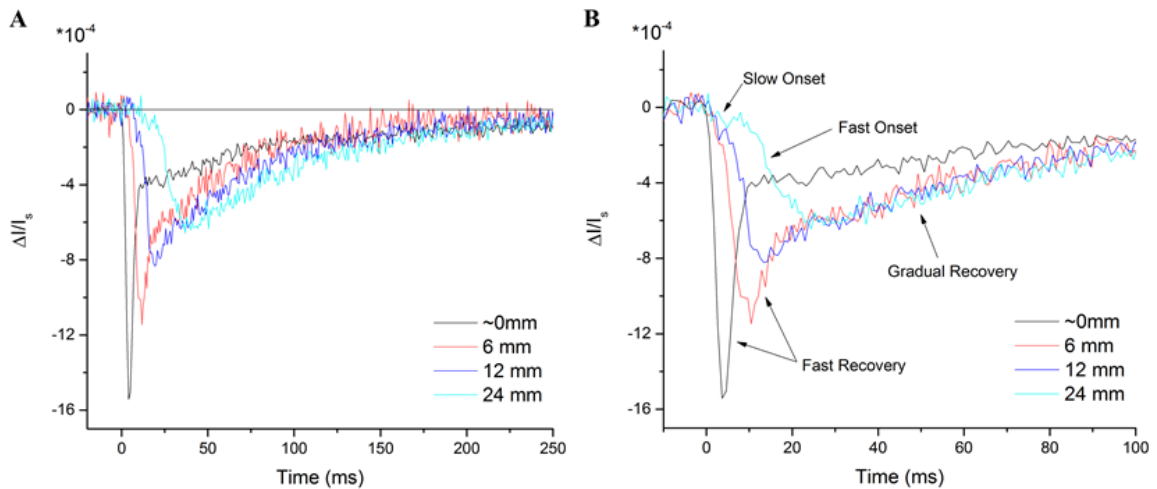 A
*10⁻⁴
0
-4
-8
-12
-16
ΔI/Iₛ
0
50
100
150
200
250
Time (ms)
~0mm
6 mm
12 mm
24 mm
B
*10⁻⁴
0
-4
-8
-12
-16
ΔI/Iₛ
0
20
40
60
80
100
Time (ms)
Slow Onset
Fast Onset
Gradual Recovery
Fast Recovery
~0mm
6 mm
12 mm
24 mm